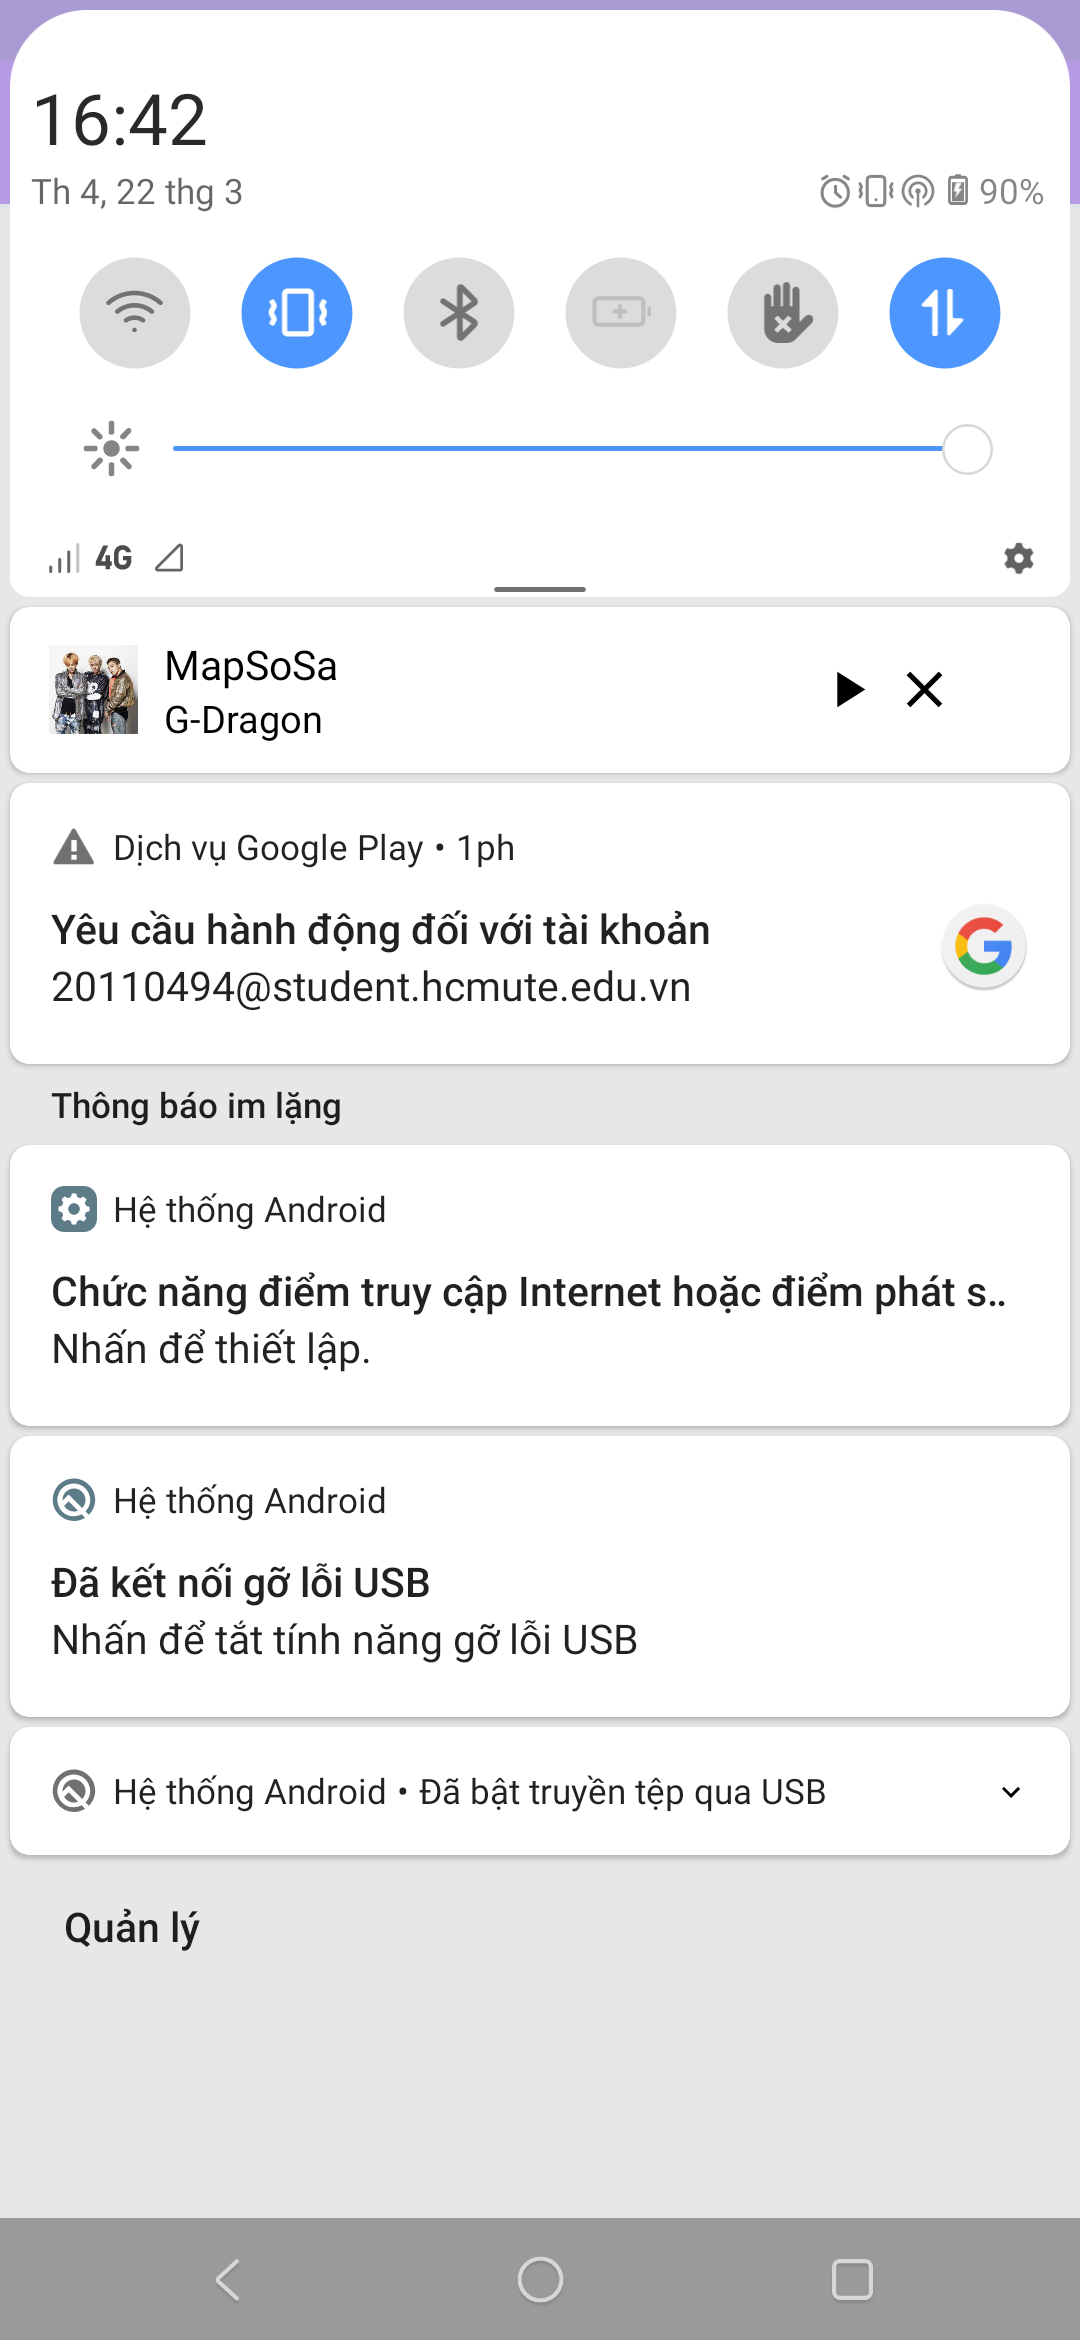 16:42
Th 4, 22 thg 3
90%
4G
MapSoSa
G-Dragon
Dịch vụ Google Play • 1ph
Yêu cầu hành động đối với tài khoản
20110494@student.hcmute.edu.vn
Thông báo im lặng
Hệ thống Android
Chức năng điểm truy cập Internet hoặc điểm phát s..
Nhấn để thiết lập.
Hệ thống Android
Đã kết nối gỡ lỗi USB
Nhấn để tắt tính năng gỡ lỗi USB
Hệ thống Android • Đã bật truyền tệp qua USB
Quản lý